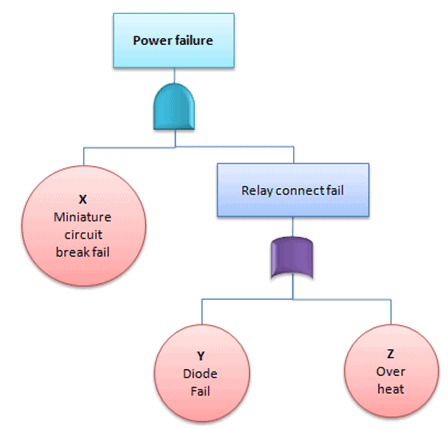 Power failure
X
Miniature
circuit
break fail
Relay connect fail
Y
Diode
Fail
Z
Over
heat